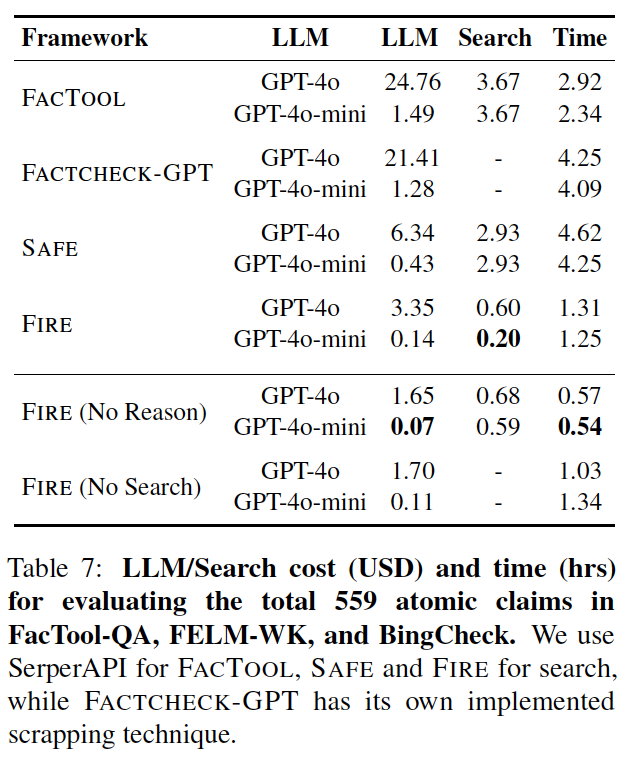 Framework LLM LLM Search Time
FACTOOL GPT-4o 24.76 3.67 2.92
GPT-4o-mini 1.49 3.67 2.34
FACTCHECK-GPT GPT-4o 21.41 - 4.25
GPT-4o-mini 1.28 - 4.09
SAFE GPT-4o 6.34 2.93 4.62
GPT-4o-mini 0.43 2.93 4.25
FIRE GPT-4o 3.35 0.60 1.31
GPT-4o-mini 0.14 0.20 1.25
FIRE (No Reason) GPT-4o 1.65 0.68 0.57
GPT-4o-mini 0.07 0.59 0.54
FIRE (No Search) GPT-4o 1.70 - 1.03
GPT-4o-mini 0.11 - 1.34
Table 7: LLM/Search cost (USD) and time (hrs)
for evaluating the total 559 atomic claims in
FacTool-QA, FELM-WK, and BingCheck. We use
SerperAPI for FACTOOL, SAFE and FIRE for search,
while FACTCHECK-GPT has its own implemented
scrapping technique.